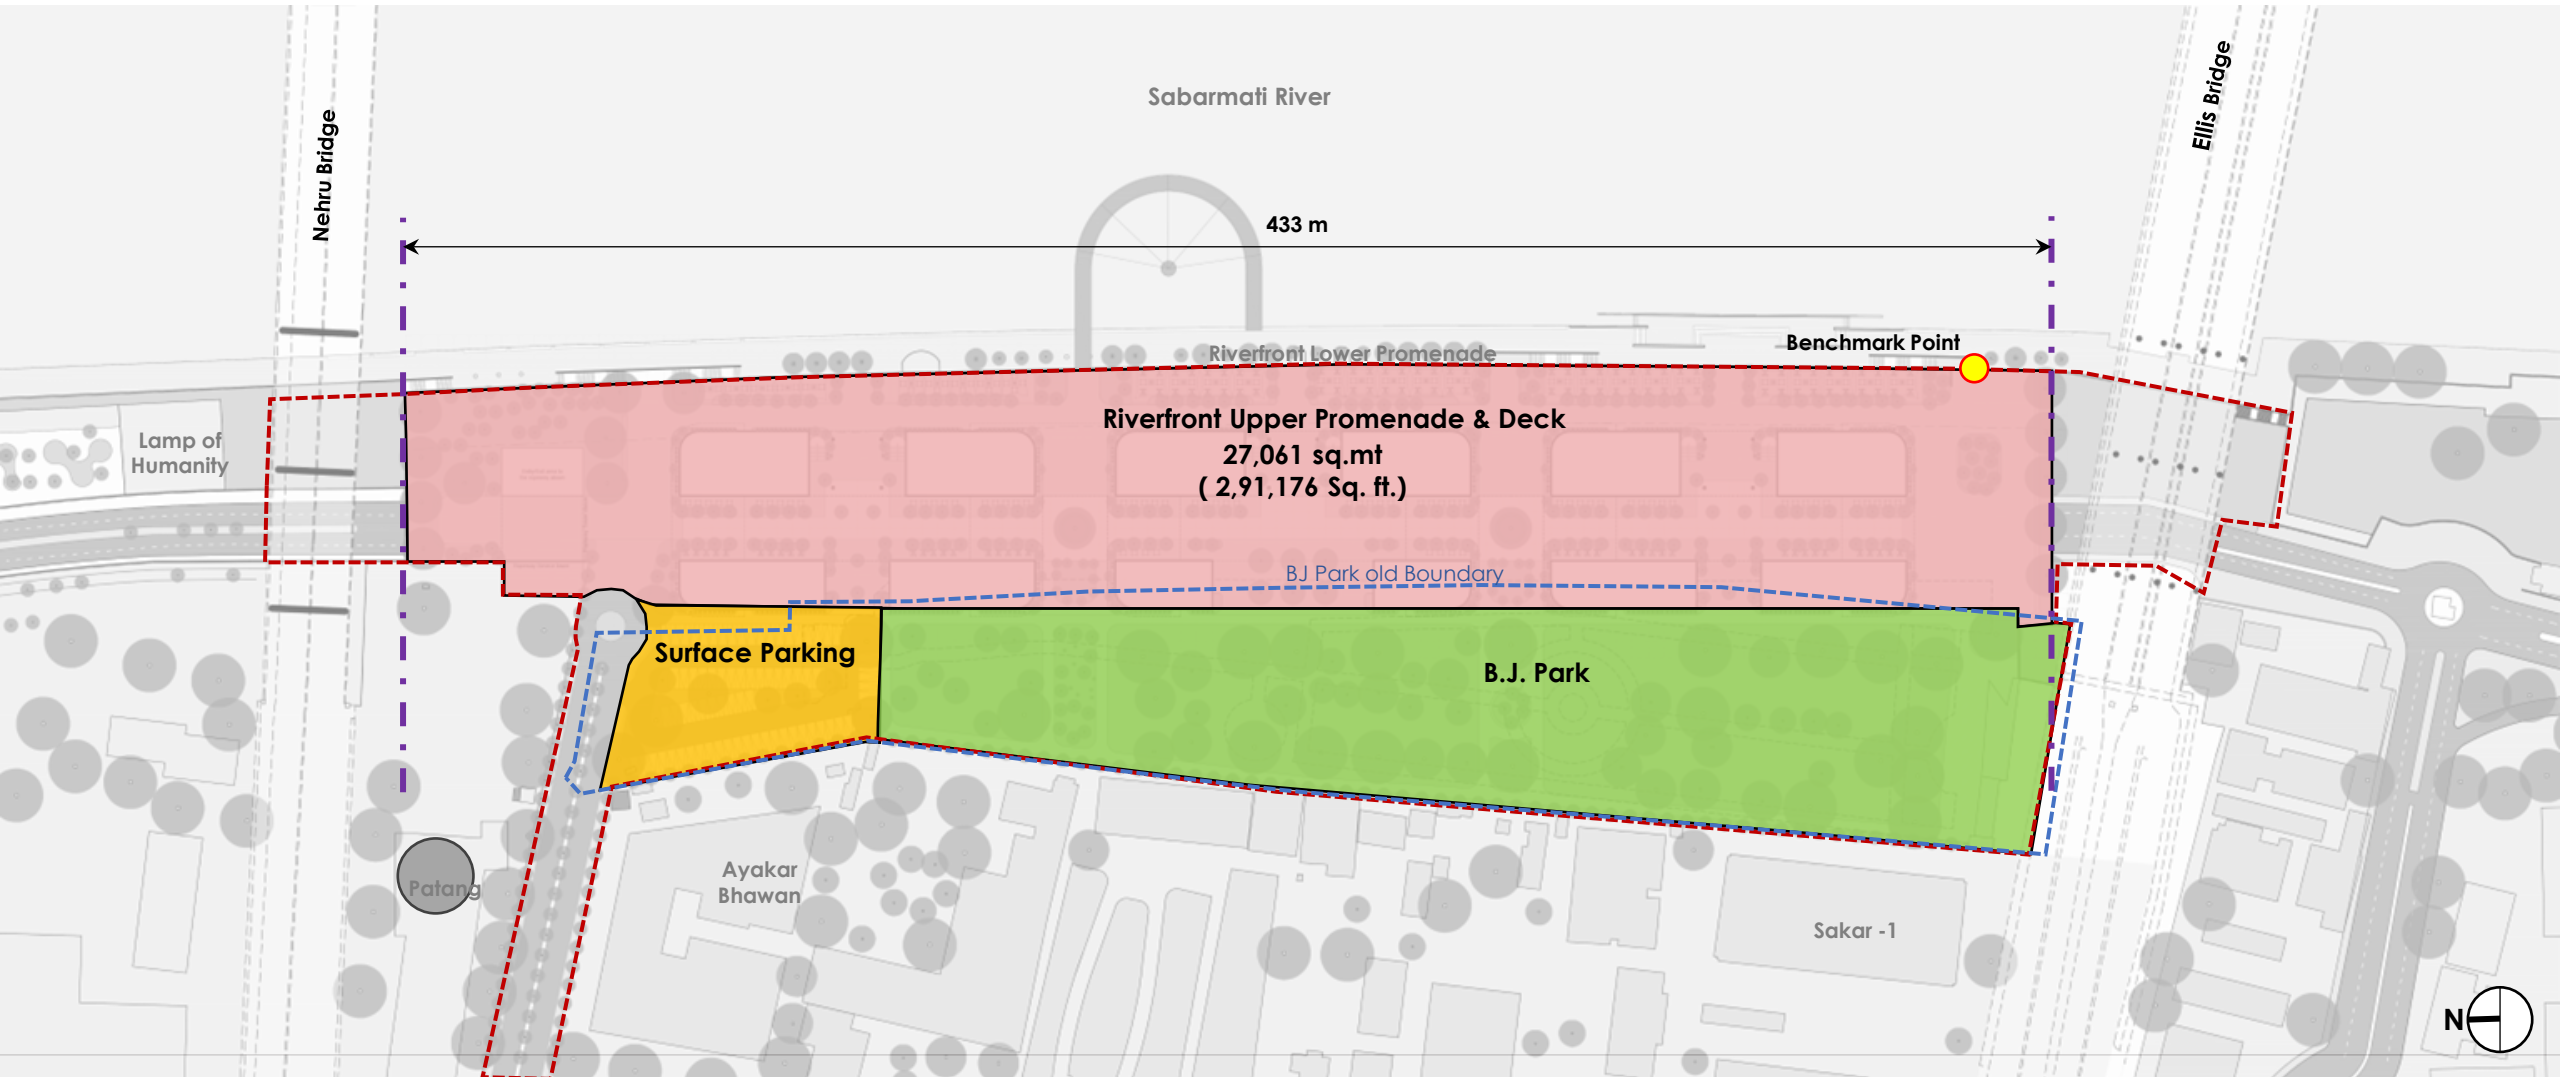 Sabarmati River
Nehru Bridge
Ellis Bridge
433 m
Benchmark Point
Riverfront Lower Promenade
Riverfront Upper Promenade & Deck
27,061 sq.mt
( 2,91,176 Sq. ft.)
Lamp of
Humanity
BJ Park old Boundary
Surface Parking
B.J. Park
Patang
Ayakar
Bhawan
Sakar -1
N